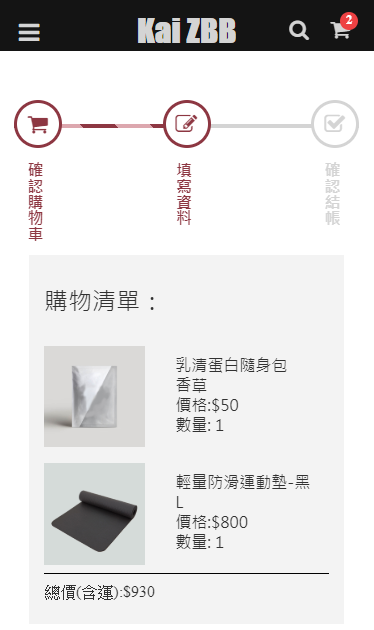 Kai ZBB
2
確認購物車
填寫資料
確認結帳
購物清單：
乳清蛋白隨身包
香草
價格:$50
數量: 1
輕量防滑運動墊-黑
L
價格:$800
數量: 1
總價(含運):$930